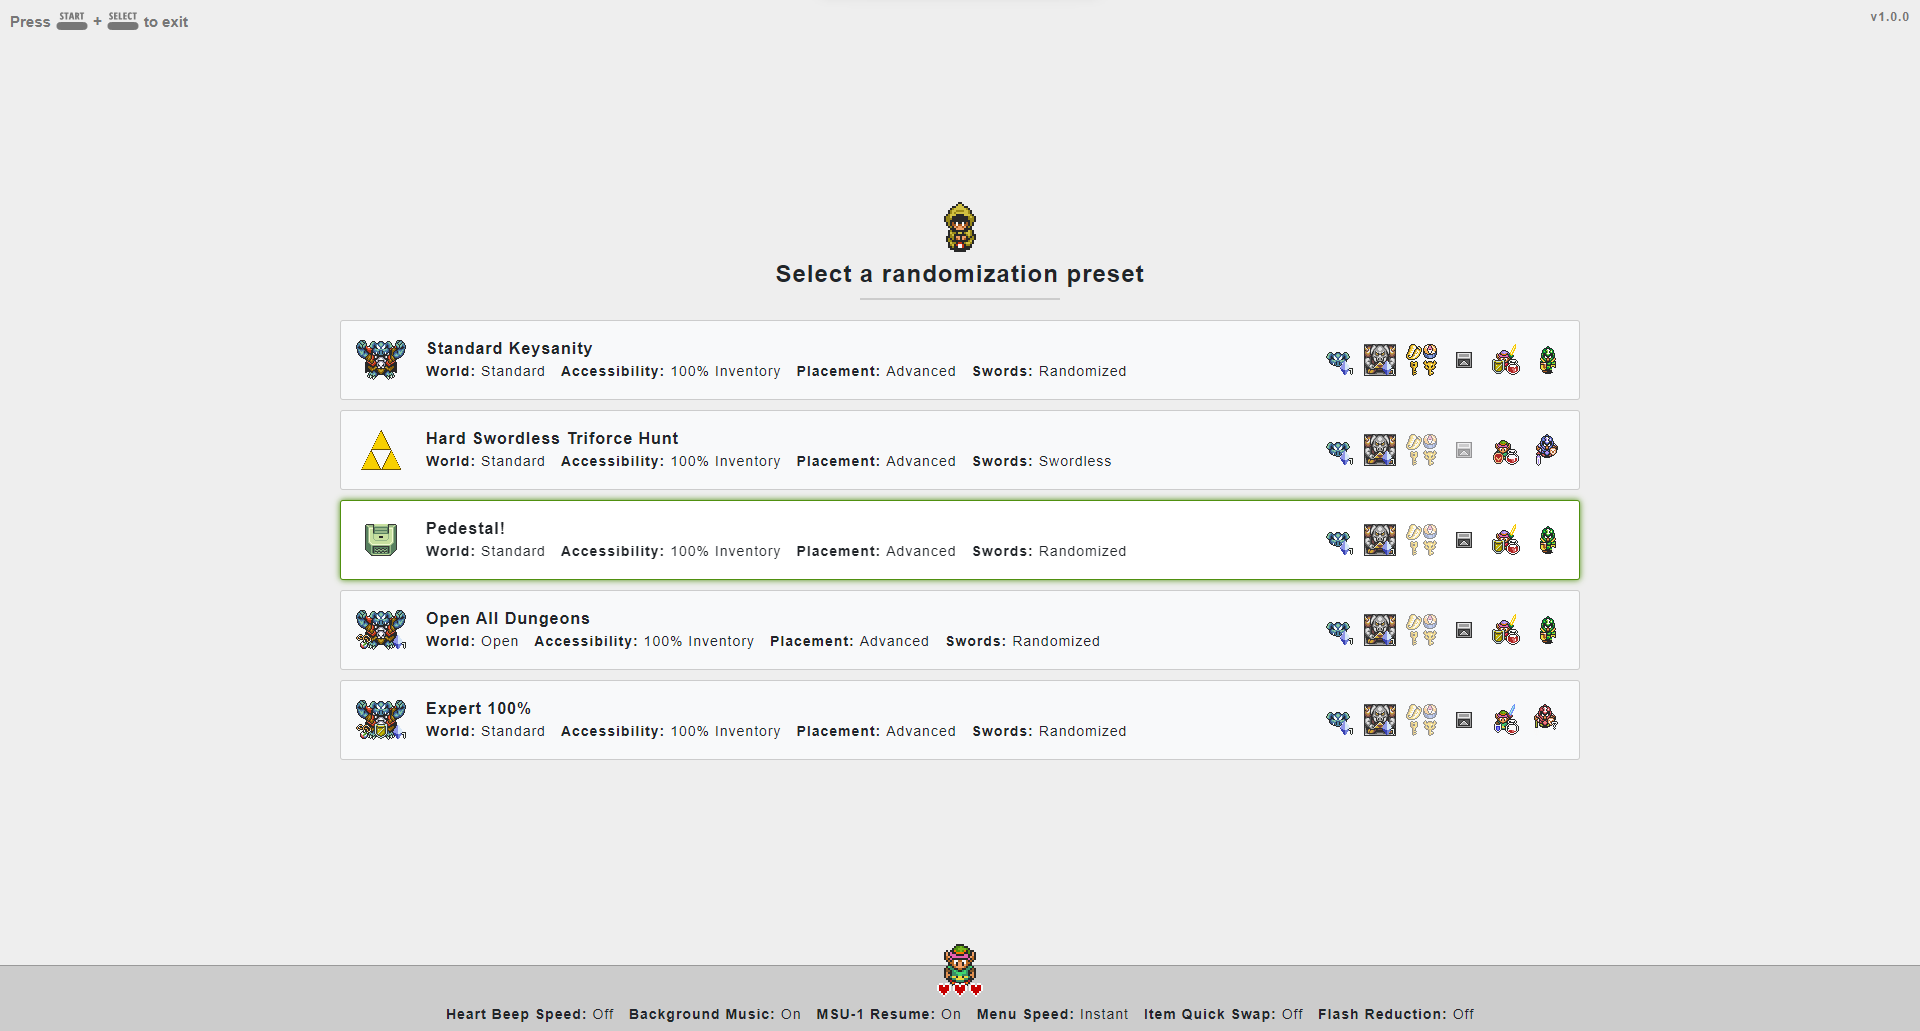 Press START + SELECT to exit
v1.0.0
Select a randomization preset
Standard Keysanity
World: Standard Accessibility: 100% Inventory Placement: Advanced Swords: Randomized
Hard Swordless Triforce Hunt
World: Standard Accessibility: 100% Inventory Placement: Advanced Swords: Swordless
Pedestal!
World: Standard Accessibility: 100% Inventory Placement: Advanced Swords: Randomized
Open All Dungeons
World: Open Accessibility: 100% Inventory Placement: Advanced Swords: Randomized
Expert 100%
World: Standard Accessibility: 100% Inventory Placement: Advanced Swords: Randomized
Heart Beep Speed: Off Background Music: On MSU-1 Resume: On Menu Speed: Instant Item Quick Swap: Off Flash Reduction: Off